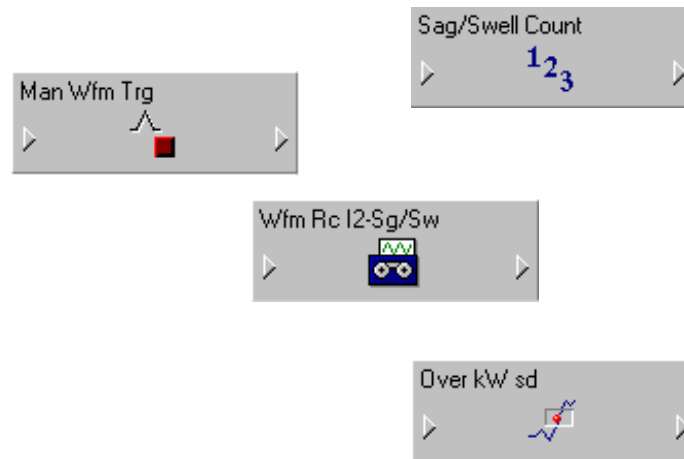 Sag/Swell Count
123
Man Wfm Trg
Wfm Rc I2-Sg/Sw
Over kW sd